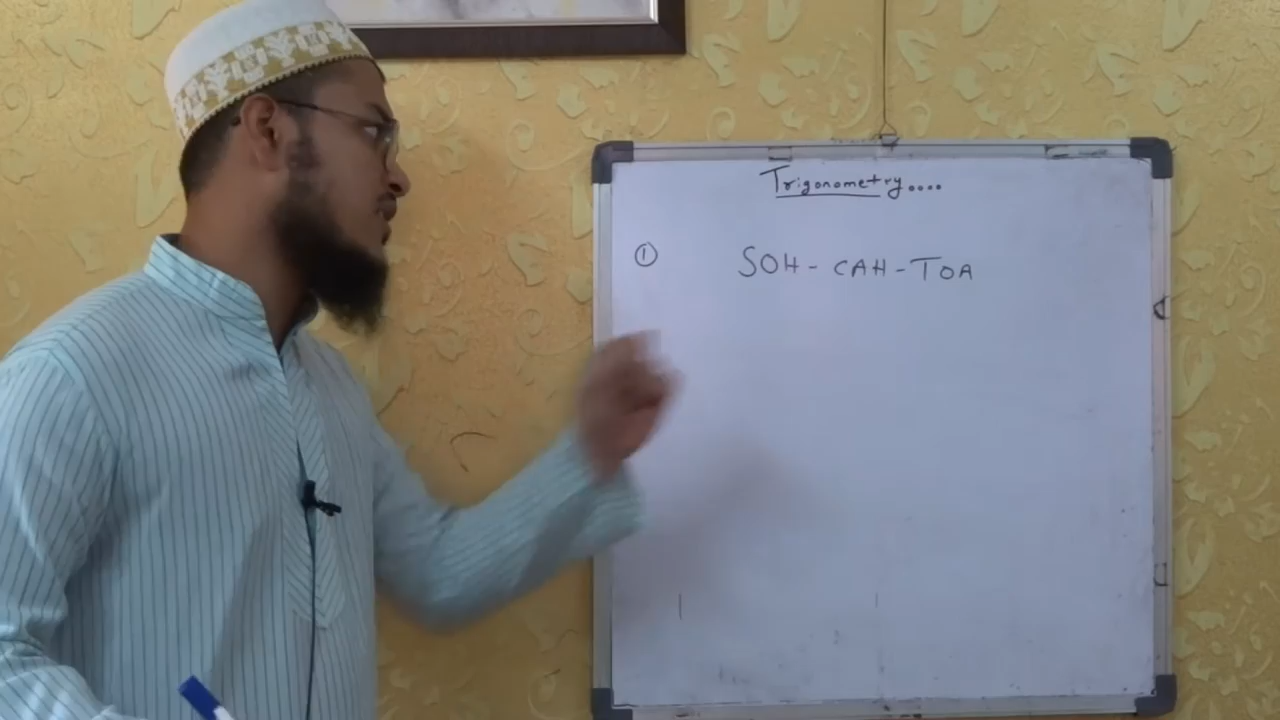 Trigonometry....
① SOH - CAH - TOA